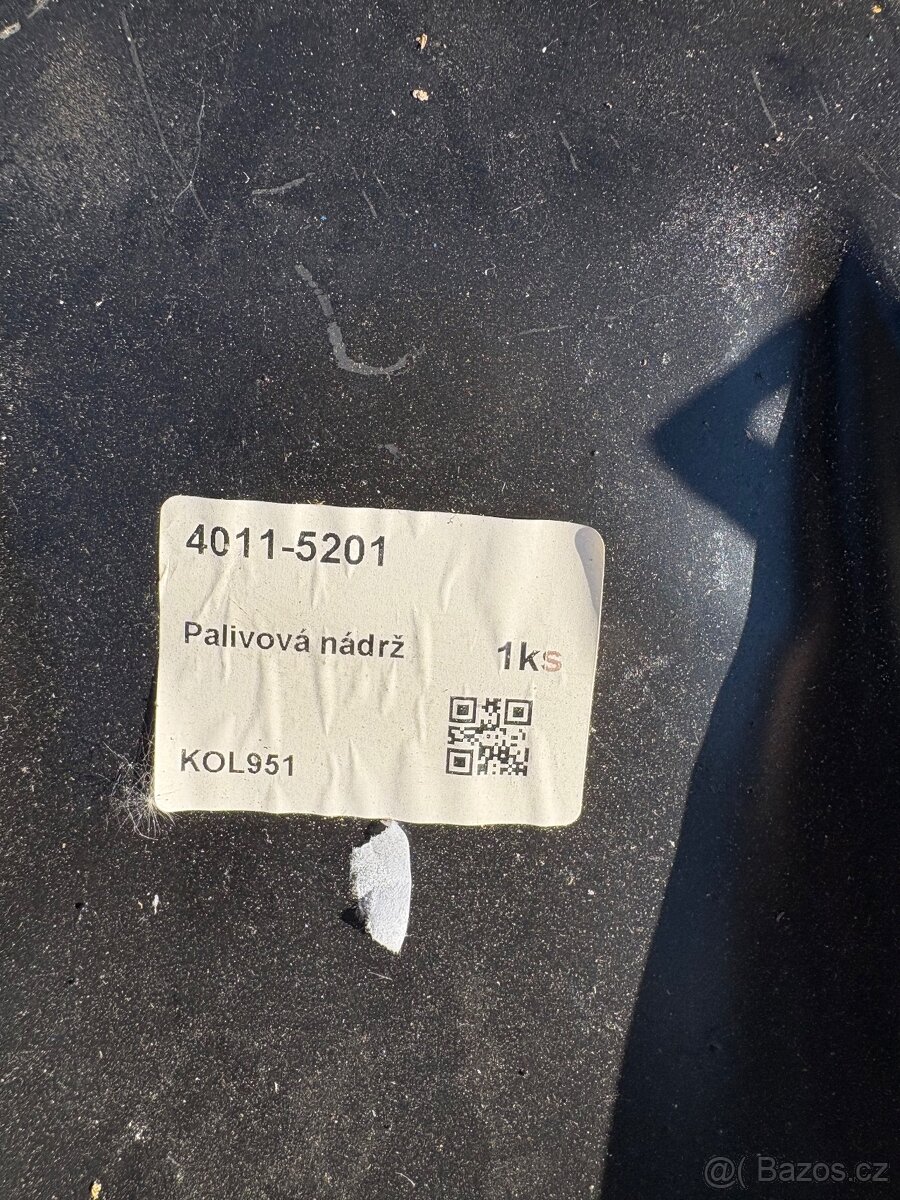 4011-5201
Palivová nádrž
1ks
KOL951
@( Bazos.cz